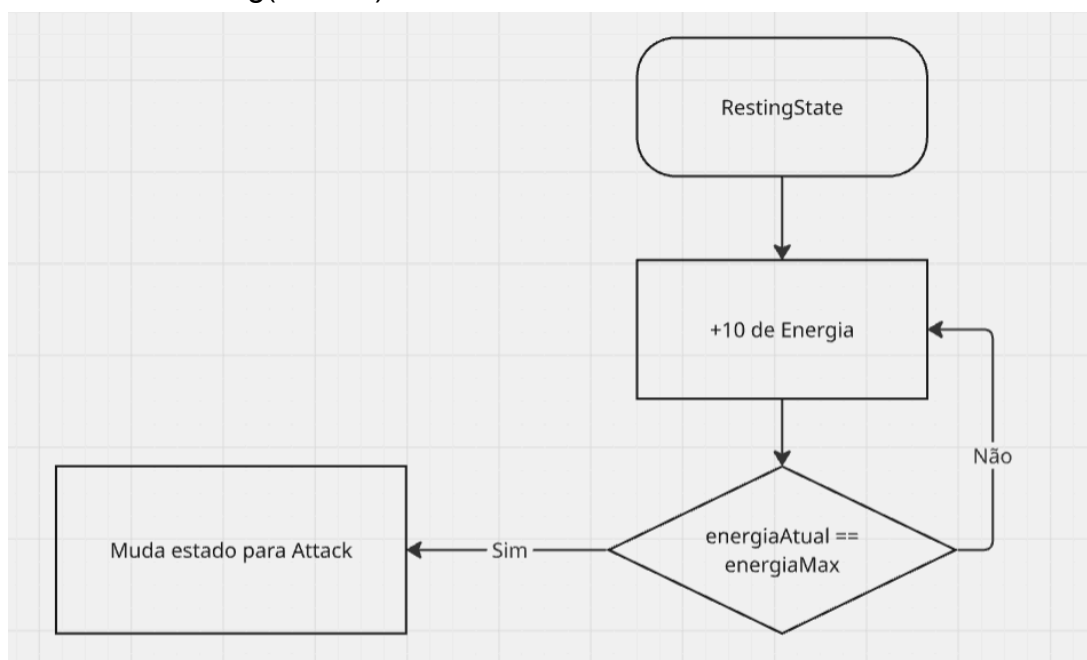 RestingState
+10 de Energia
Não
energiaAtual ==
energiaMax
Sim
Muda estado para Attack